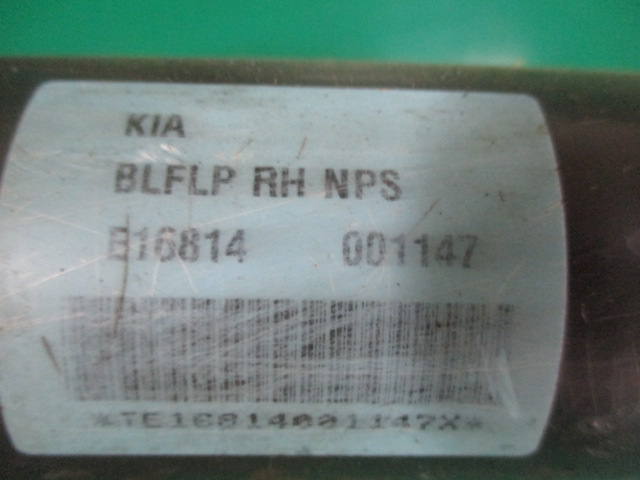 KIA
BLFLP RH NPS
E16814 001147
*TE16814001147X*